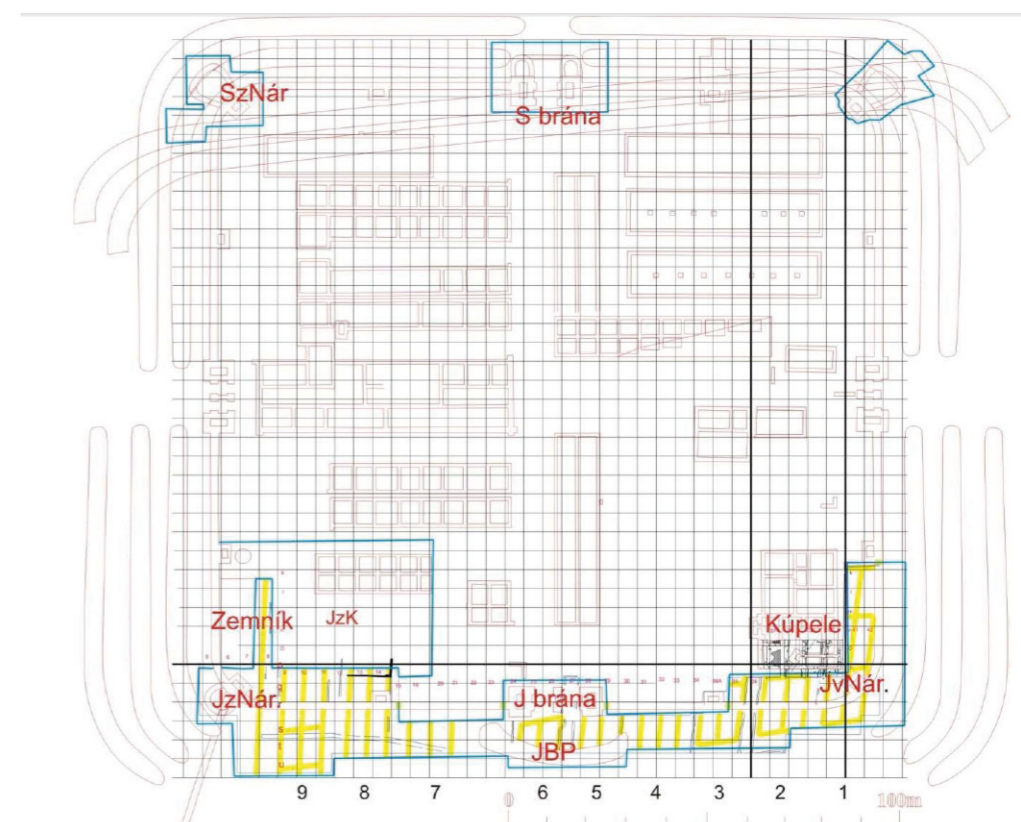 SzNár
S brána
Zemník
JzK
Kúpele
JzNár.
J brána
JvNár.
JBP
9 8 7 6 5 4 3 2 1
0 100m